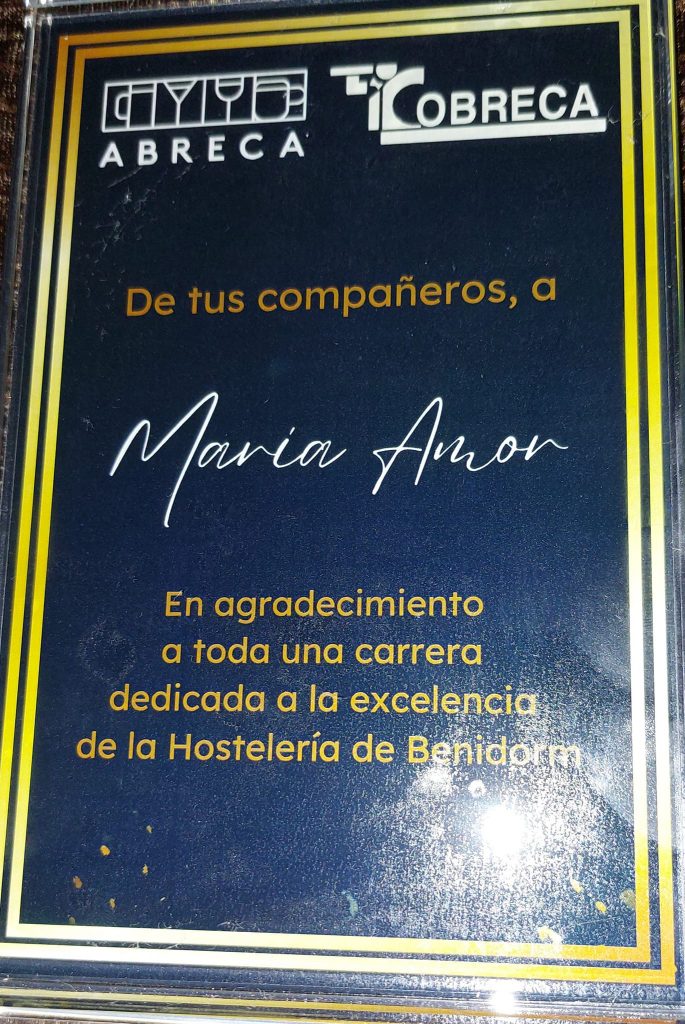 ABRECA
COBRECA
De tus compañeros, a
María Amor
En agradecimiento
a toda una carrera
dedicada a la excelencia
de la Hostelería de Benidorm